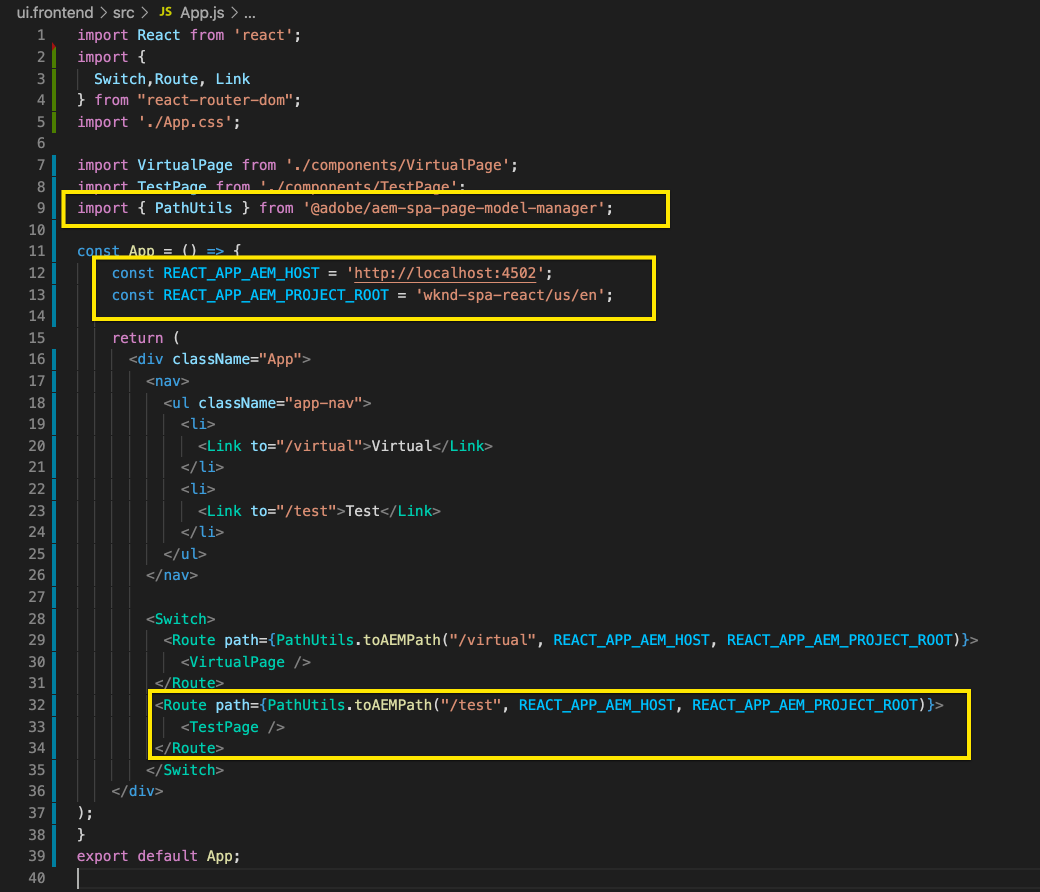 ui.frontend > src > JS App.js > ...
1 import React from 'react';
2 import {
3 Switch,Route, Link
4 } from "react-router-dom";
5 import './App.css';
6
7 import VirtualPage from './components/VirtualPage';
8 import TestPage from './components/TestPage';
9 import { PathUtils } from '@adobe/aem-spa-page-model-manager';
10
11 const App = () => {
12 const REACT_APP_AEM_HOST = 'http://localhost:4502';
13 const REACT_APP_AEM_PROJECT_ROOT = 'wknd-spa-react/us/en';
14
15 return (
16 <div className="App">
17 <nav>
18 <ul className="app-nav">
19 <li>
20 <Link to="/virtual">Virtual</Link>
21 </li>
22 <li>
23 <Link to="/test">Test</Link>
24 </li>
25 </ul>
26 </nav>
27
28 <Switch>
29 <Route path={PathUtils.toAEMPath("/virtual", REACT_APP_AEM_HOST, REACT_APP_AEM_PROJECT_ROOT)}>
30 <VirtualPage />
31 </Route>
32 <Route path={PathUtils.toAEMPath("/test", REACT_APP_AEM_HOST, REACT_APP_AEM_PROJECT_ROOT)}>
33 <TestPage />
34 </Route>
35 </Switch>
36 </div>
37 );
38 }
39 export default App;
40